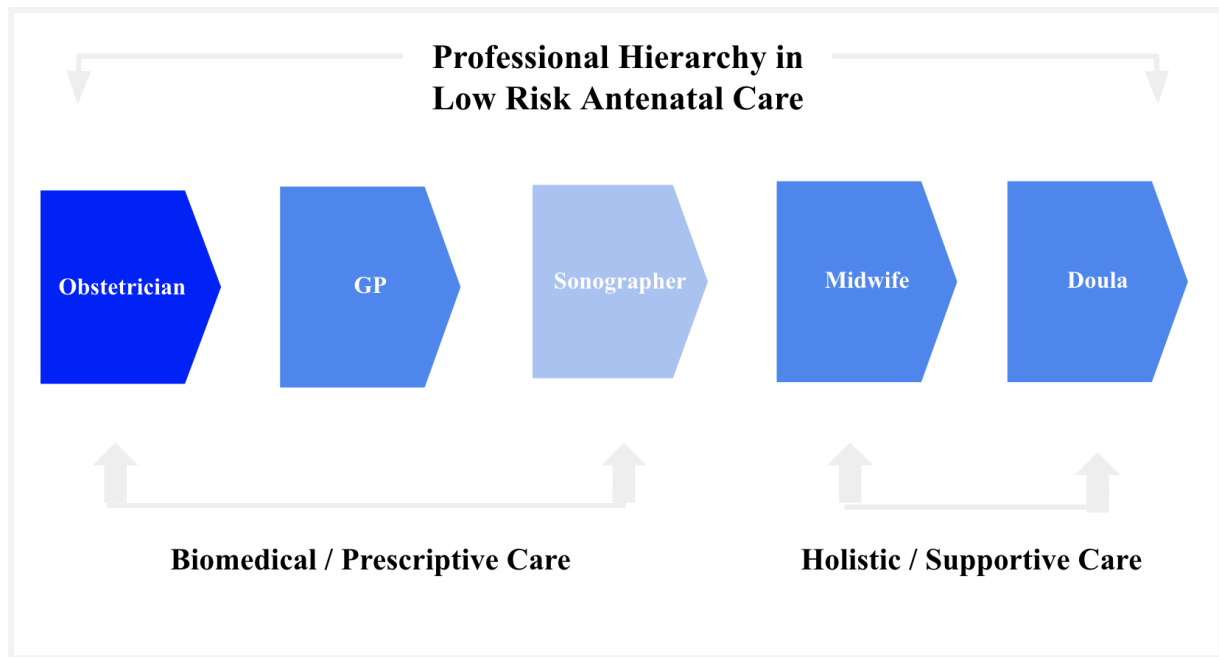 Professional Hierarchy in
Low Risk Antenatal Care
Obstetrician
GP
Sonographer
Midwife
Doula
Biomedical / Prescriptive Care
Holistic / Supportive Care